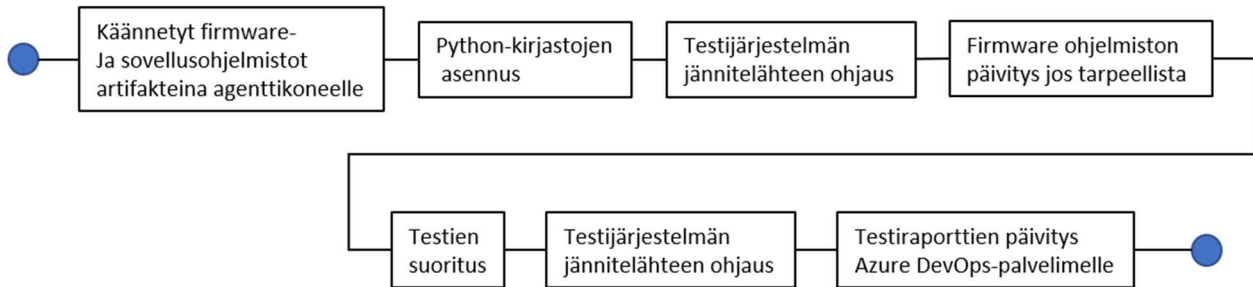 Käännetyt firmware-
Ja sovellusohjelmistot
artifakteina agenttikoneelle
Python-kirjastojen
asennus
Testijärjestelmän
jännitelähteen ohjaus
Firmware ohjelmiston
päivitys jos tarpeellista
Testien
suoritus
Testijärjestelmän
jännitelähteen ohjaus
Testiraporttien päivitys
Azure DevOps-palvelimelle